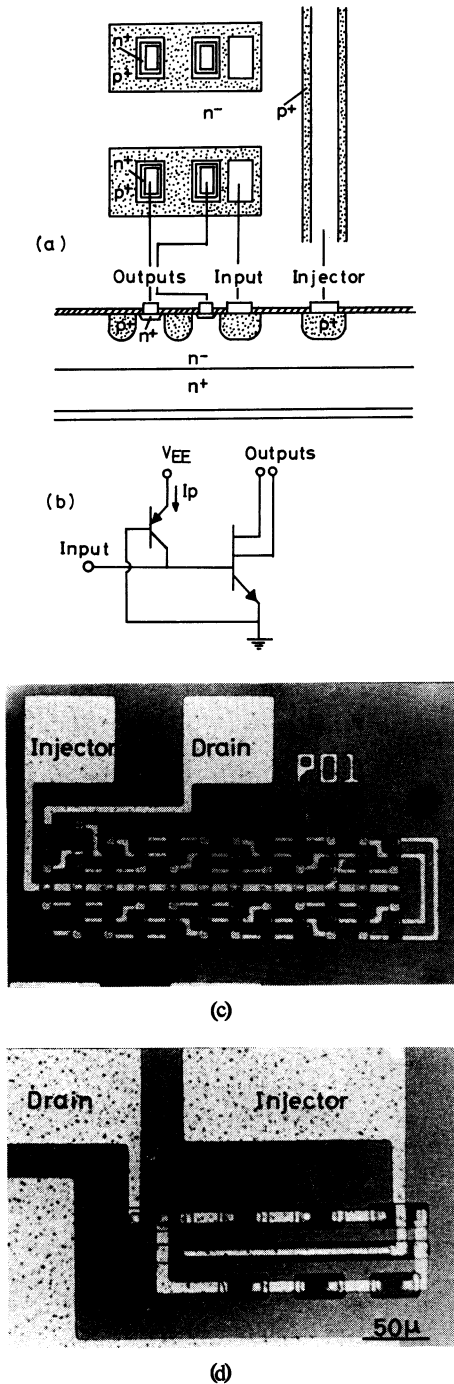 n+
p+
n−
p+
n+
p+
(a)
Outputs Input Injector
p+ n+ p+
n−
n+
(b)
VEE
Ip
Outputs
Input
Injector Drain P01
(c)
Drain Injector
50μ
(d)